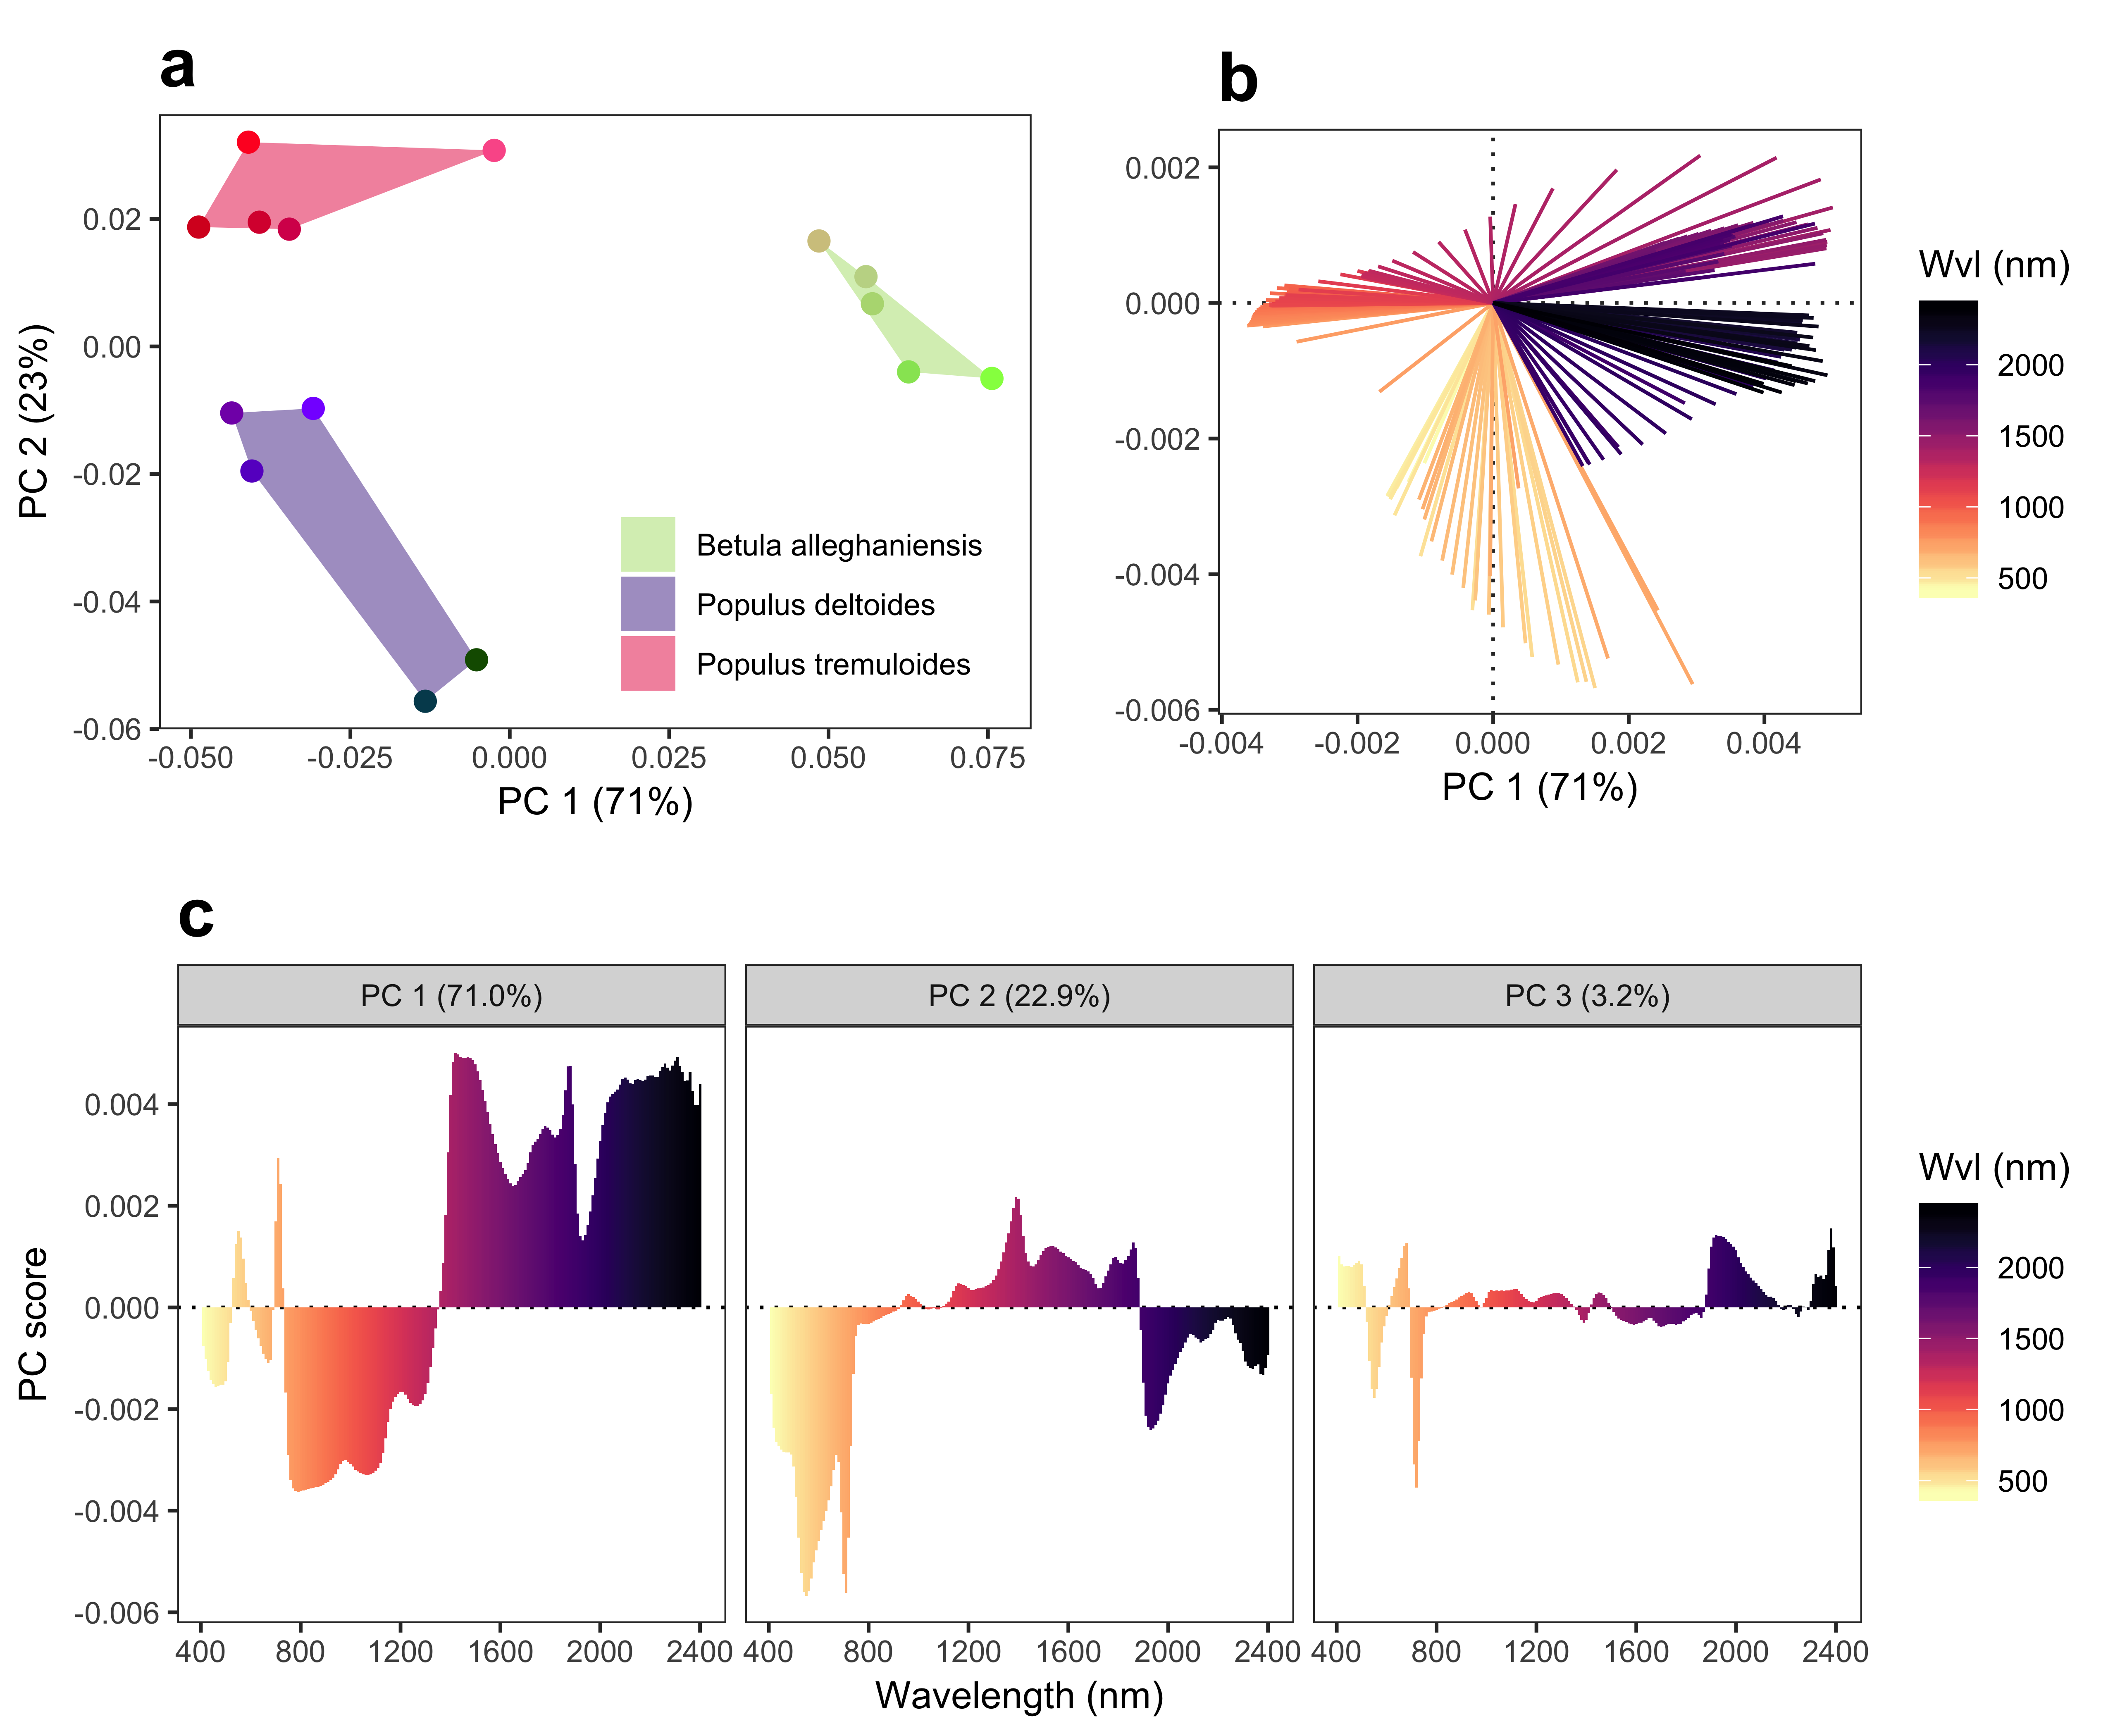 a
0.02
0.00
-0.02
-0.04
-0.06
PC 2 (23%)
Betula alleghaniensis
Populus deltoides
Populus tremuloides
-0.050 -0.025 0.000 0.025 0.050 0.075
PC 1 (71%)
b
0.002
0.000
-0.002
-0.004
-0.006
-0.004 -0.002 0.000 0.002 0.004
PC 1 (71%)
Wvl (nm)
2000
1500
1000
500
c
PC 1 (71.0%) PC 2 (22.9%) PC 3 (3.2%)
0.004
0.002
0.000
-0.002
-0.004
-0.006
PC score
400 800 1200 1600 2000 2400 400 800 1200 1600 2000 2400 400 800 1200 1600 2000 2400
Wavelength (nm)
Wvl (nm)
2000
1500
1000
500